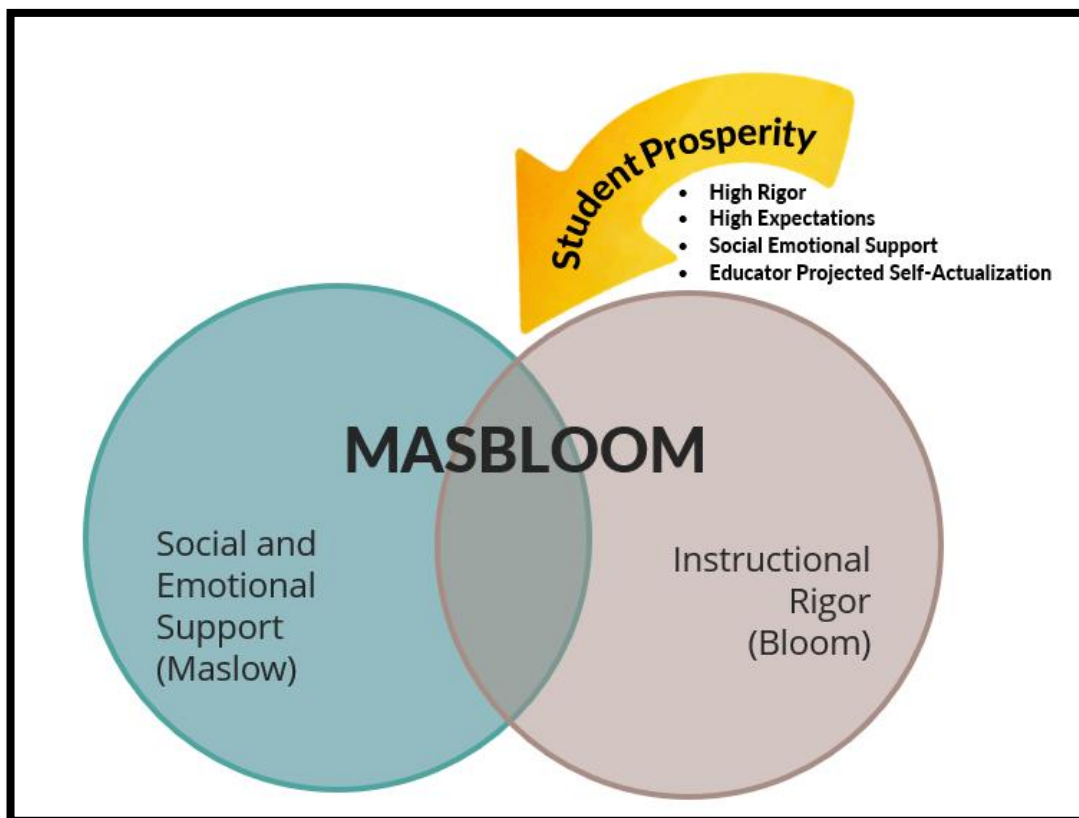 Student Prosperity
• High Rigor
• High Expectations
• Social Emotional Support
• Educator Projected Self-Actualization
MASBLOOM
Social and
Emotional
Support
(Maslow)
Instructional
Rigor
(Bloom)